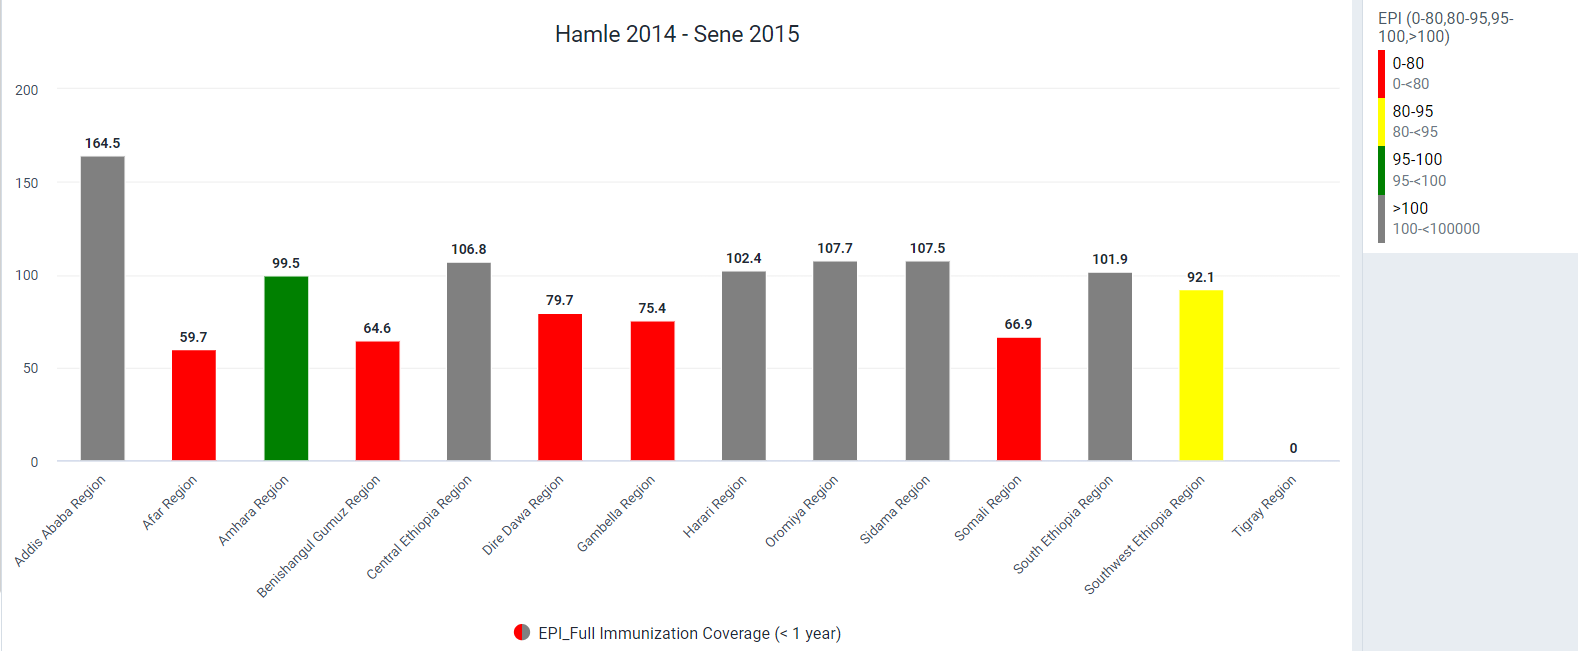 Hamle 2014 - Sene 2015
200
150
100
50
0
164.5
59.7
99.5
64.6
106.8
79.7
75.4
102.4
107.7
107.5
66.9
101.9
92.1
0
Addis Ababa Region
Afar Region
Amhara Region
Benishangul Gumuz Region
Central Ethiopia Region
Dire Dawa Region
Gambella Region
Harari Region
Oromiya Region
Sidama Region
Somali Region
South Ethiopia Region
Southwest Ethiopia Region
Tigray Region
EPI_Full Immunization Coverage (< 1 year)
EPI (0-80,80-95,95-
100,>100)
0-80
0-<80
80-95
80-<95
95-100
95-<100
>100
100-<100000